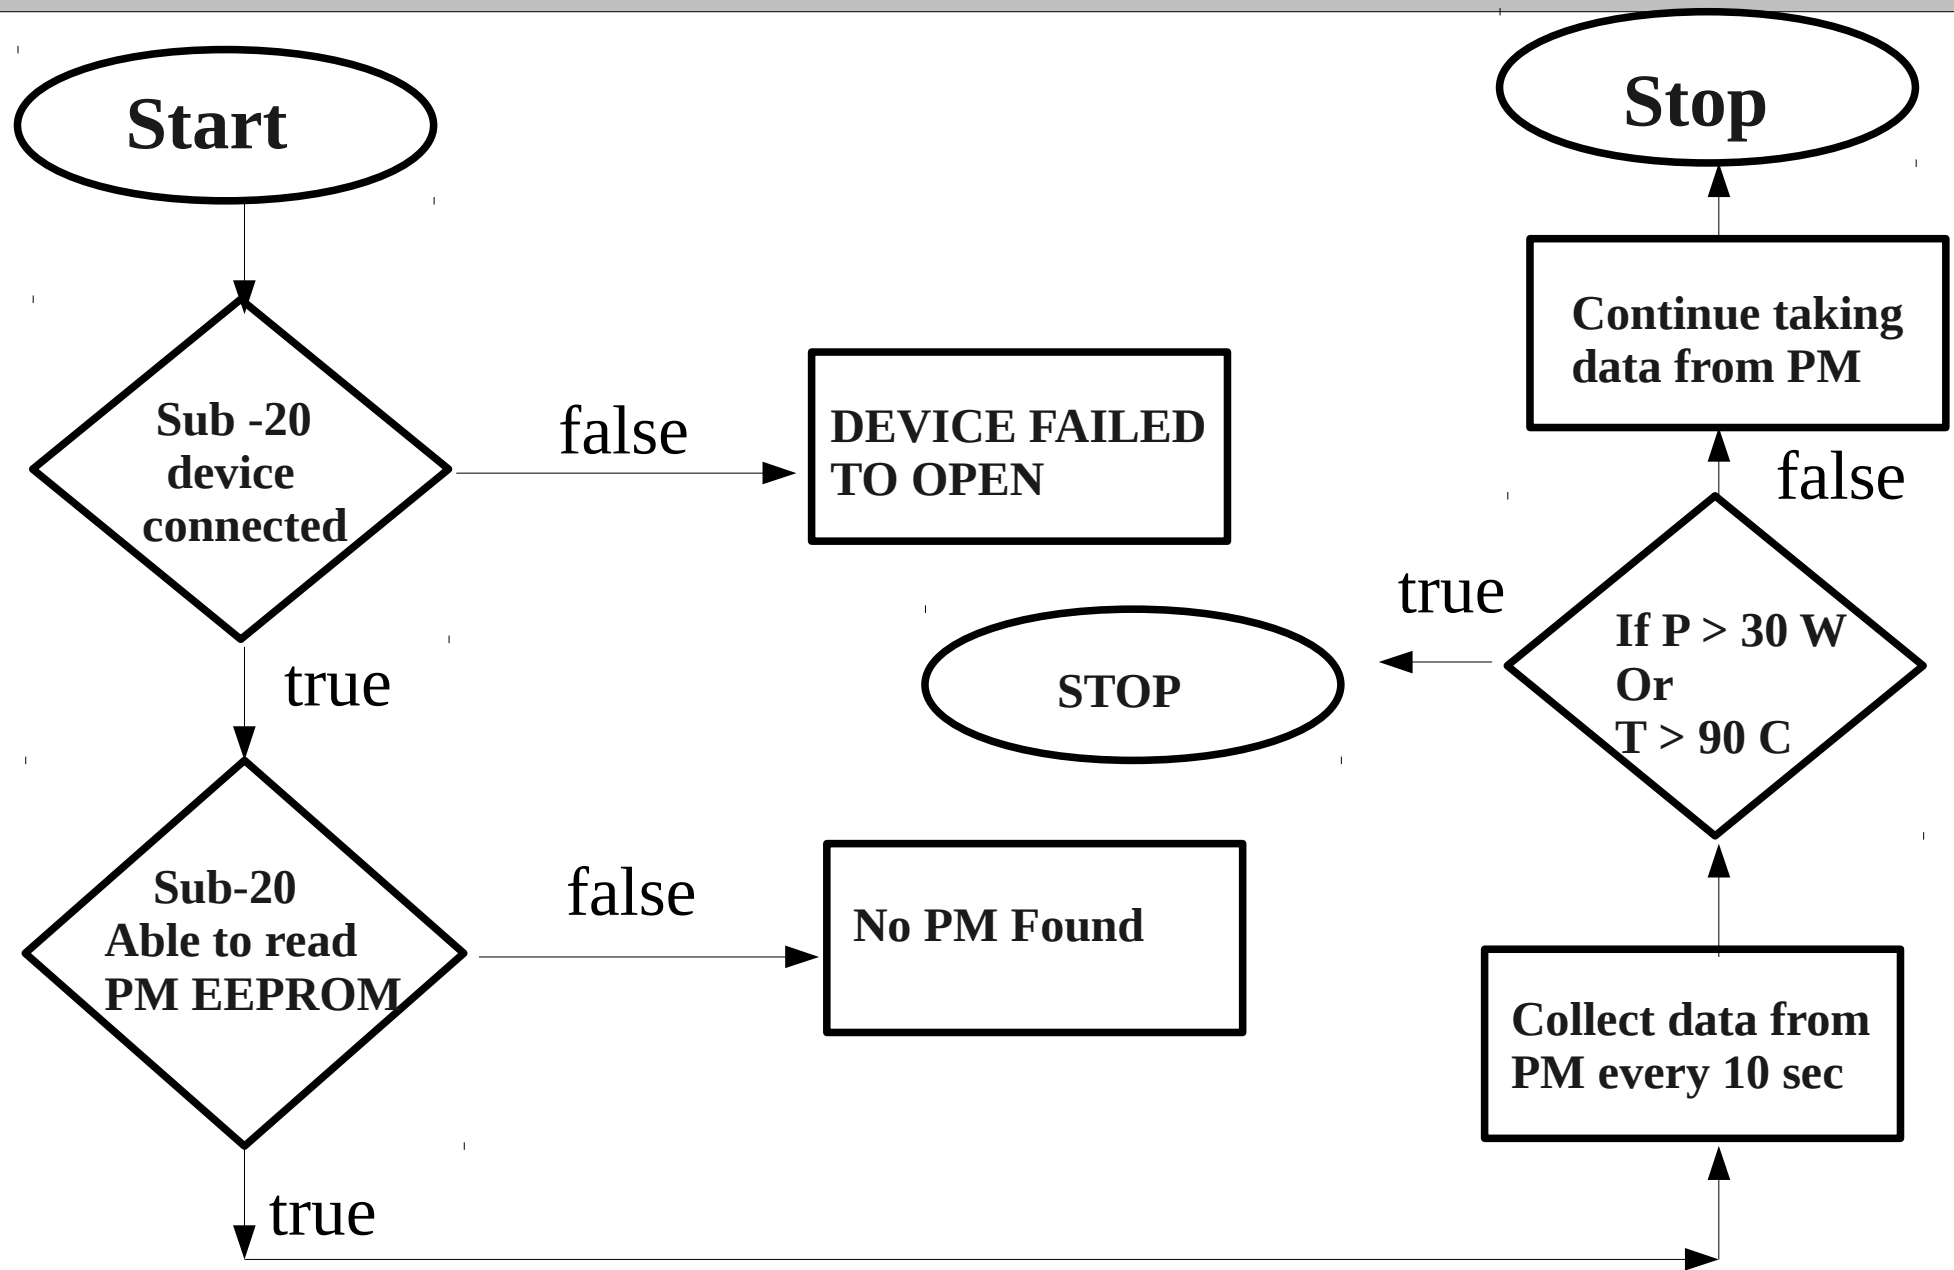 Start
Sub -20
device
connected
false
DEVICE FAILED
TO OPEN
true
Sub-20
Able to read
PM EEPROM
false
No PM Found
true
Collect data from
PM every 10 sec
If P > 30 W
Or
T > 90 C
true
STOP
false
Continue taking
data from PM
Stop